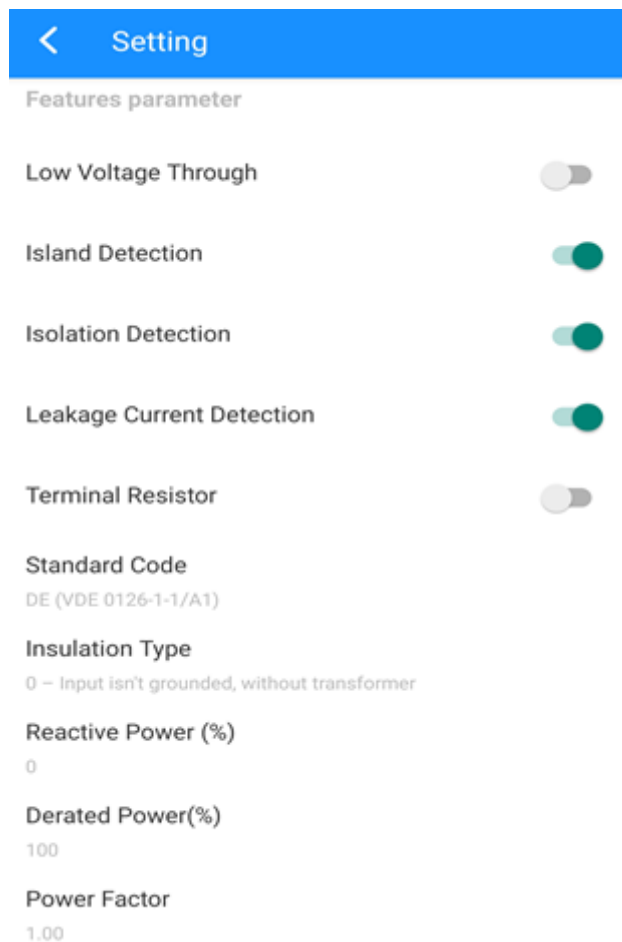 Setting
Features parameter
Low Voltage Through
Island Detection
Isolation Detection
Leakage Current Detection
Terminal Resistor
Standard Code
DE (VDE 0126-1-1/A1)
Insulation Type
0 – Input isn't grounded, without transformer
Reactive Power (%)
0
Derated Power(%)
100
Power Factor
1.00